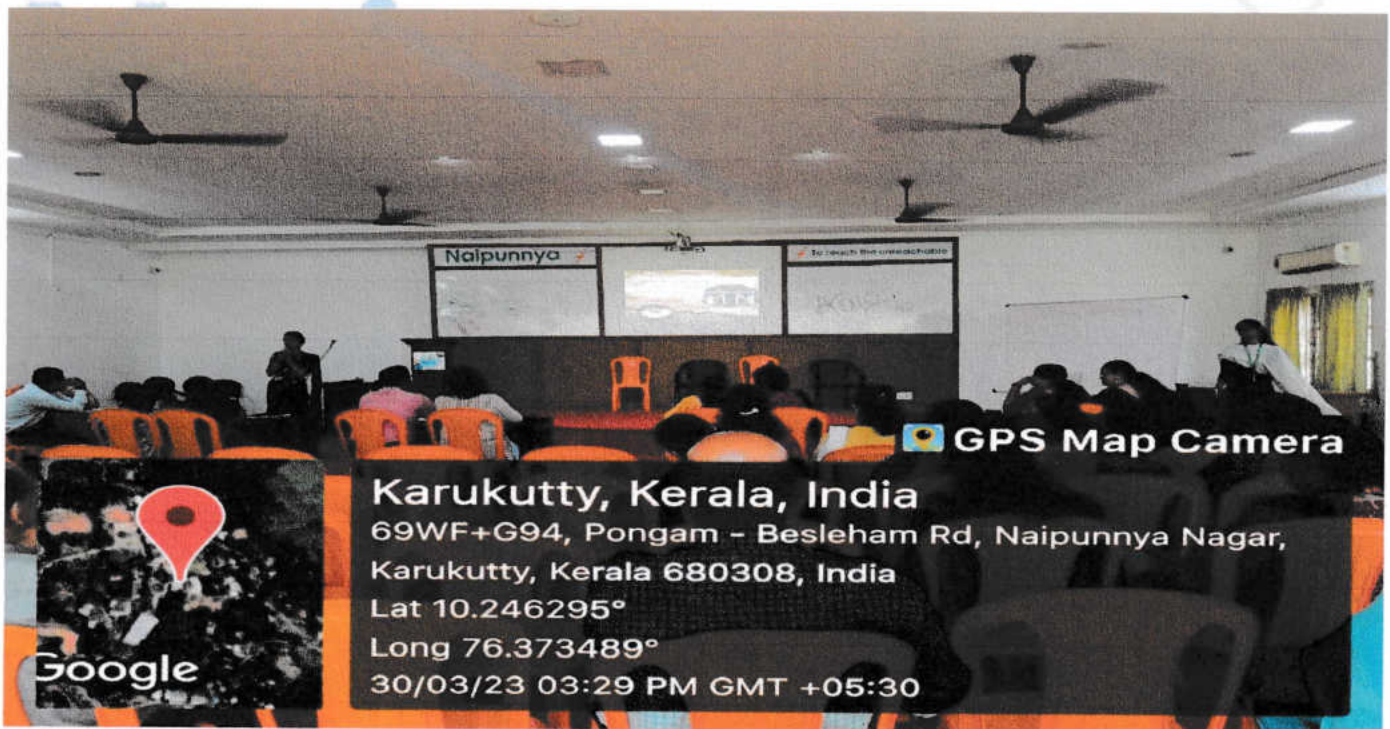 Naipunnya
To reach the unreachable
GPS Map Camera
Karukutty, Kerala, India
69WF+G94, Pongam - Besleham Rd, Naipunnya Nagar,
Karukutty, Kerala 680308, India
Lat 10.246295°
Long 76.373489°
30/03/23 03:29 PM GMT +05:30
Google